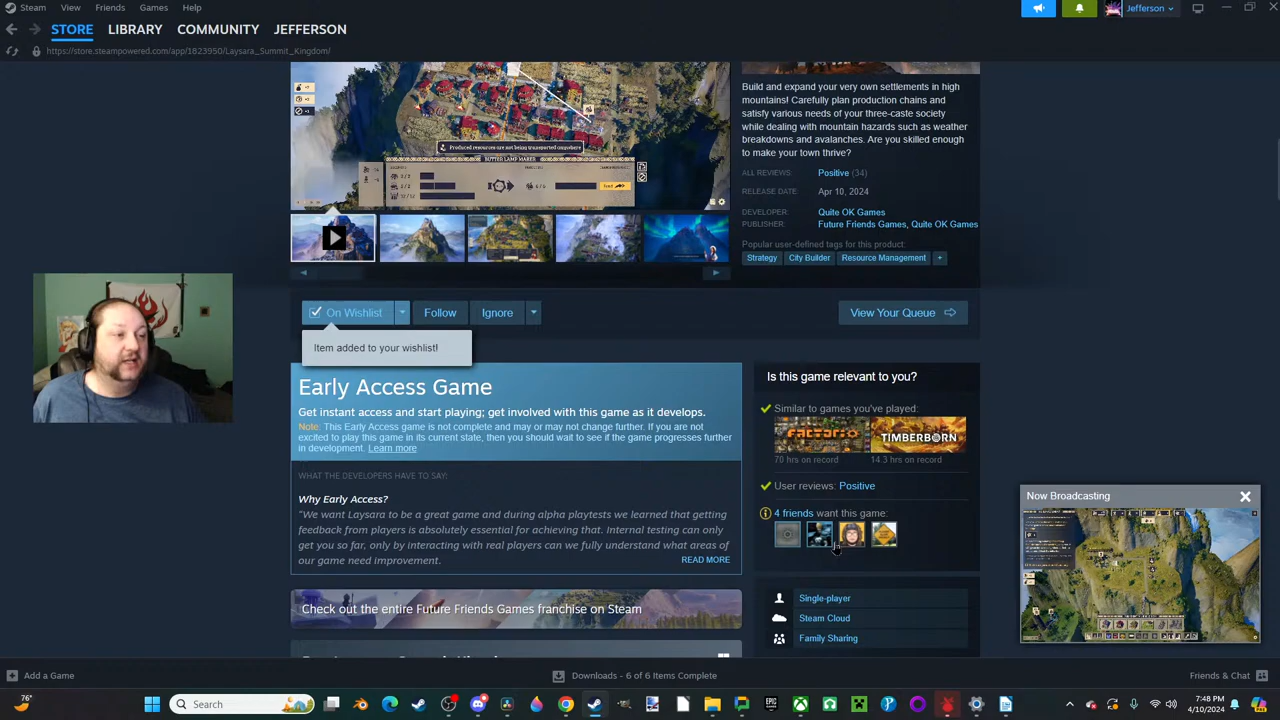 Steam View Friends Games Help
Jefferson
STORE LIBRARY COMMUNITY JEFFERSON
https://store.steampowered.com/app/1823950/Laysara_Summit_Kingdom/
Produced resources are not being transported anywhere
BUTTER LAMP MAKER
Build and expand your very own settlements in high
mountains! Carefully plan production chains and
satisfy various needs of your three-caste society
while dealing with mountain hazards such as weather
breakdowns and avalanches. Are you skilled enough
to make your town thrive?
ALL REVIEWS: Positive (34)
RELEASE DATE: Apr 10, 2024
DEVELOPER: Quite OK Games
PUBLISHER: Future Friends Games, Quite OK Games
Popular user-defined tags for this product:
Strategy City Builder Resource Management +
On Wishlist Follow Ignore
View Your Queue
Item added to your wishlist!
Early Access Game
Get instant access and start playing; get involved with this game as it develops.
Note: This Early Access game is not complete and may or may not change further. If you are not
excited to play this game in its current state, then you should wait to see if the game progresses further
in development. Learn more
WHAT THE DEVELOPERS HAVE TO SAY:
Why Early Access?
"We want Laysara to be a great game and during alpha playtests we learned that getting
feedback from players is absolutely essential for achieving that. Internal testing can only
get you so far, only by interacting with real players can we fully understand what areas of
our game need improvement.
READ MORE
Check out the entire Future Friends Games franchise on Steam
Is this game relevant to you?
Similar to games you've played:
FACTORIO TIMBERBORN
70 hrs on record 14.3 hrs on record
User reviews: Positive
4 friends want this game:
Single-player
Steam Cloud
Family Sharing
Now Broadcasting
Add a Game
Downloads - 6 of 6 Items Complete
Friends & Chat
76°
Search
7:48 PM
4/10/2024